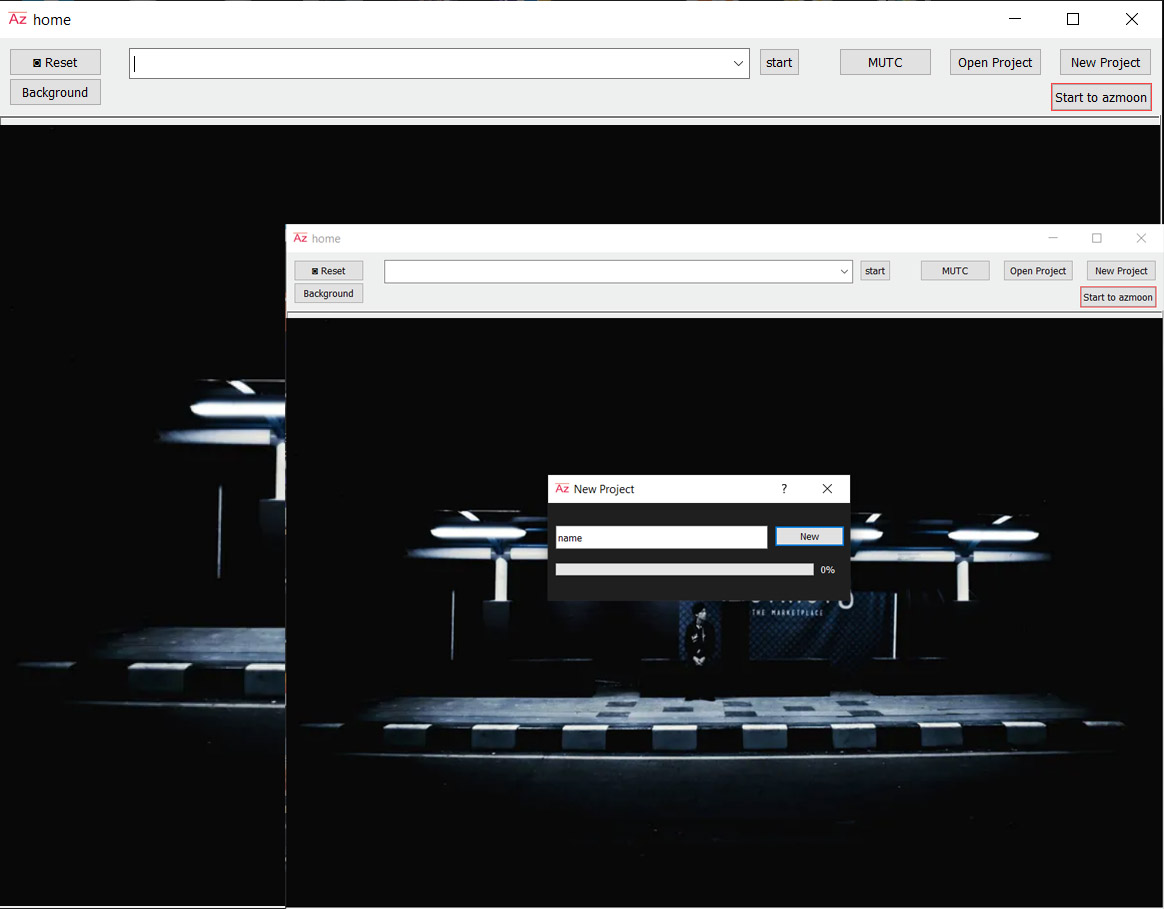 Az home
Reset start MUTC Open Project New Project
Background
Start to azmoon
Az home
Reset start MUTC Open Project New Project
Background
Start to azmoon
Az New Project ?
name New
0%
THE MARKETPLACE